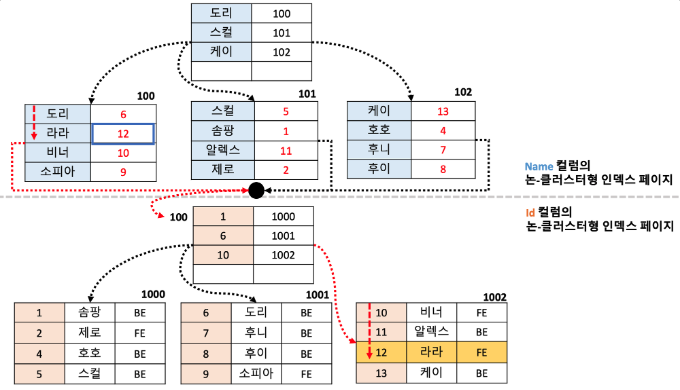 도리 100
스컬 101
케이 102
100
도리 6
라라 12
비너 10
소피아 9
101
스컬 5
솜팡 1
알렉스 11
제로 2
102
케이 13
호호 4
후니 7
후이 8
Name 컬럼의
논-클러스터형 인덱스 페이지
Id 컬럼의
논-클러스터형 인덱스 페이지
100
1 1000
6 1001
10 1002
1000
1 솜팡 BE
2 제로 FE
4 호호 BE
5 스컬 BE
1001
6 도리 BE
7 후니 BE
8 후이 BE
9 소피아 FE
1002
10 비너 FE
11 알렉스 BE
12 라라 FE
13 케이 BE